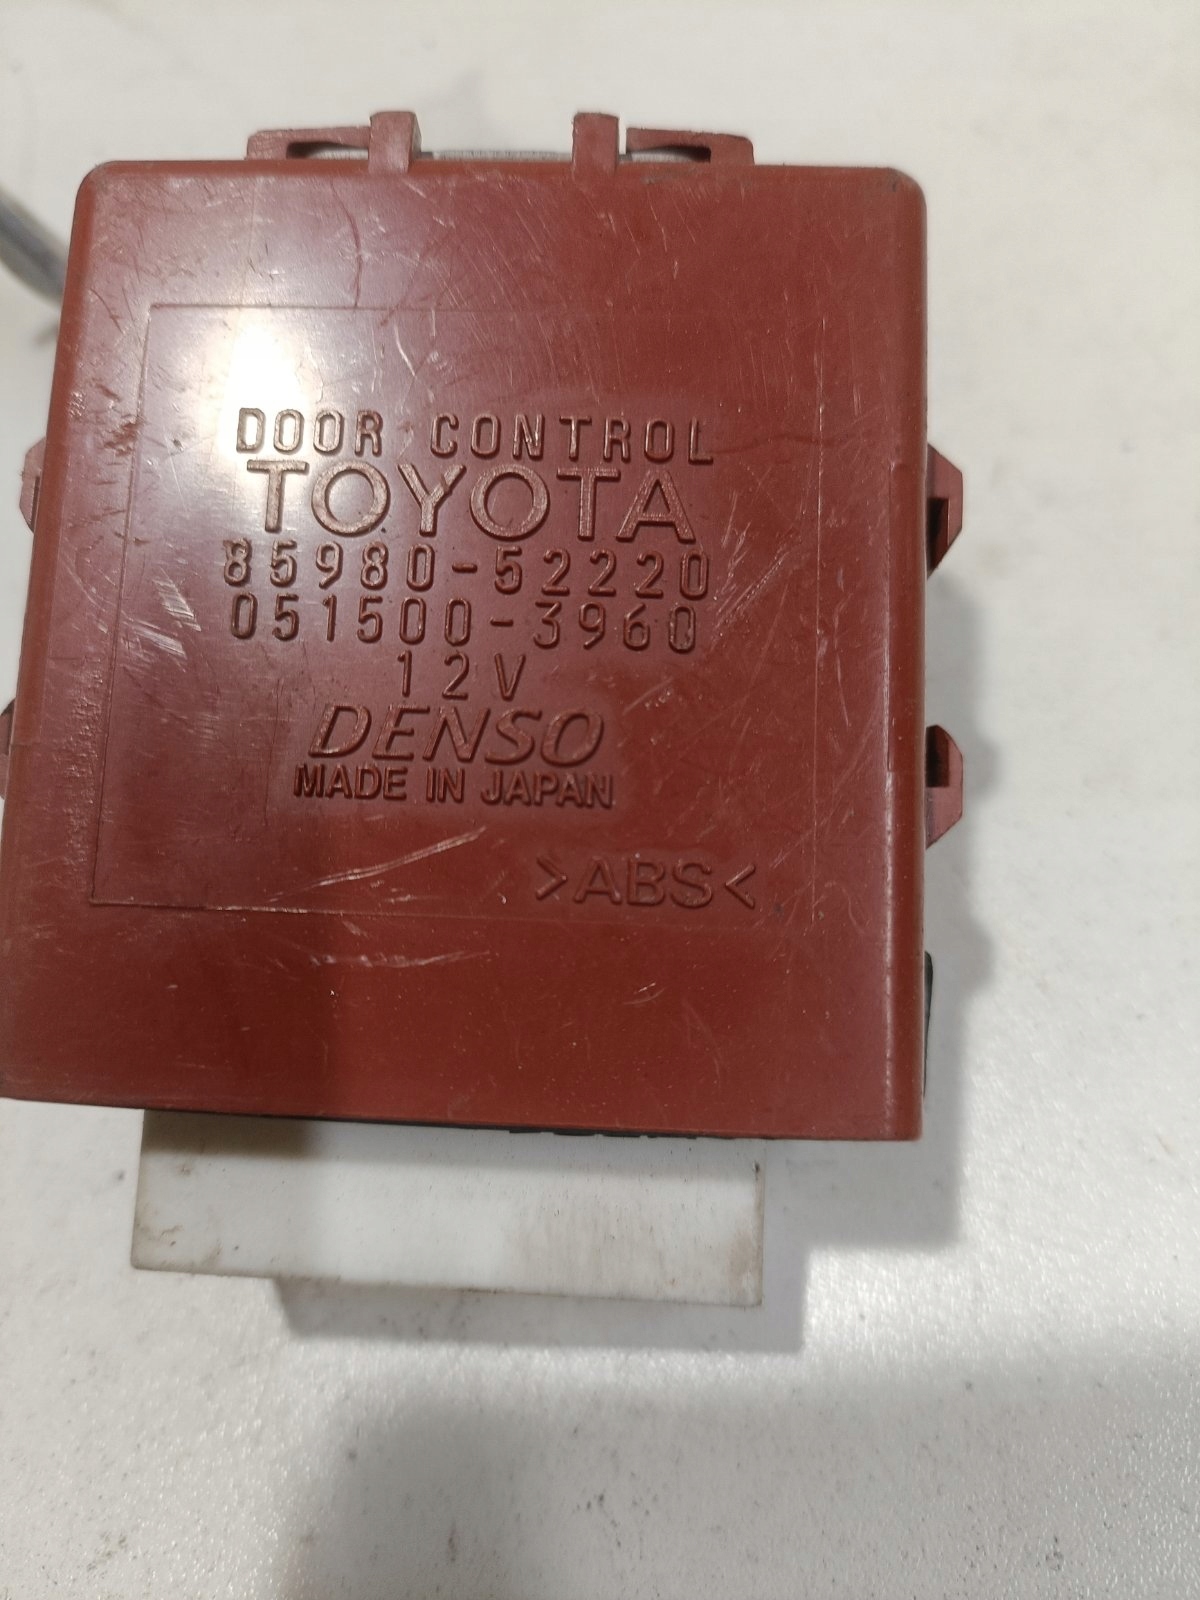 DOOR CONTROL
TOYOTA
85980-52220
051500-3960
12V
DENSO
MADE IN JAPAN
>ABS<